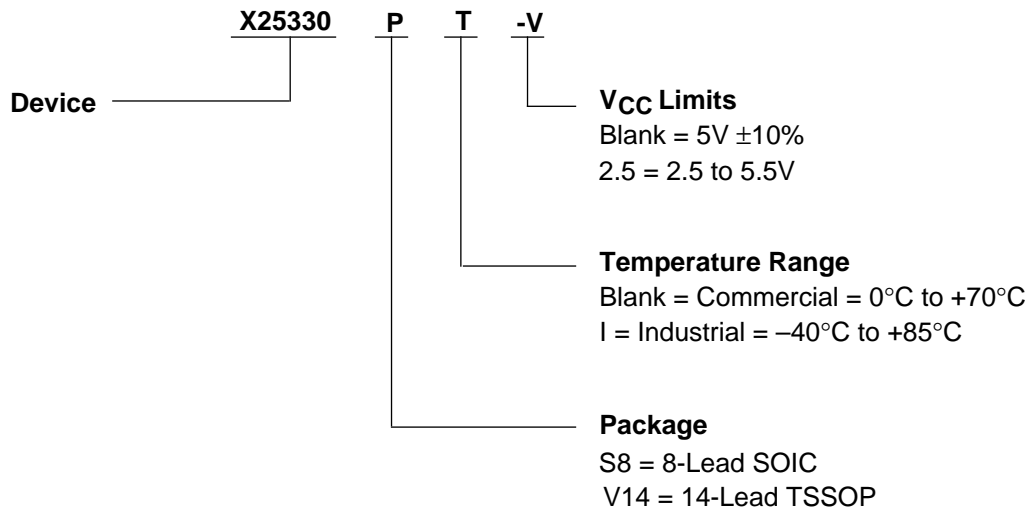 X25330 P T -V
Device
VCC Limits
Blank = 5V ±10%
2.5 = 2.5 to 5.5V
Temperature Range
Blank = Commercial = 0°C to +70°C
I = Industrial = –40°C to +85°C
Package
S8 = 8-Lead SOIC
V14 = 14-Lead TSSOP